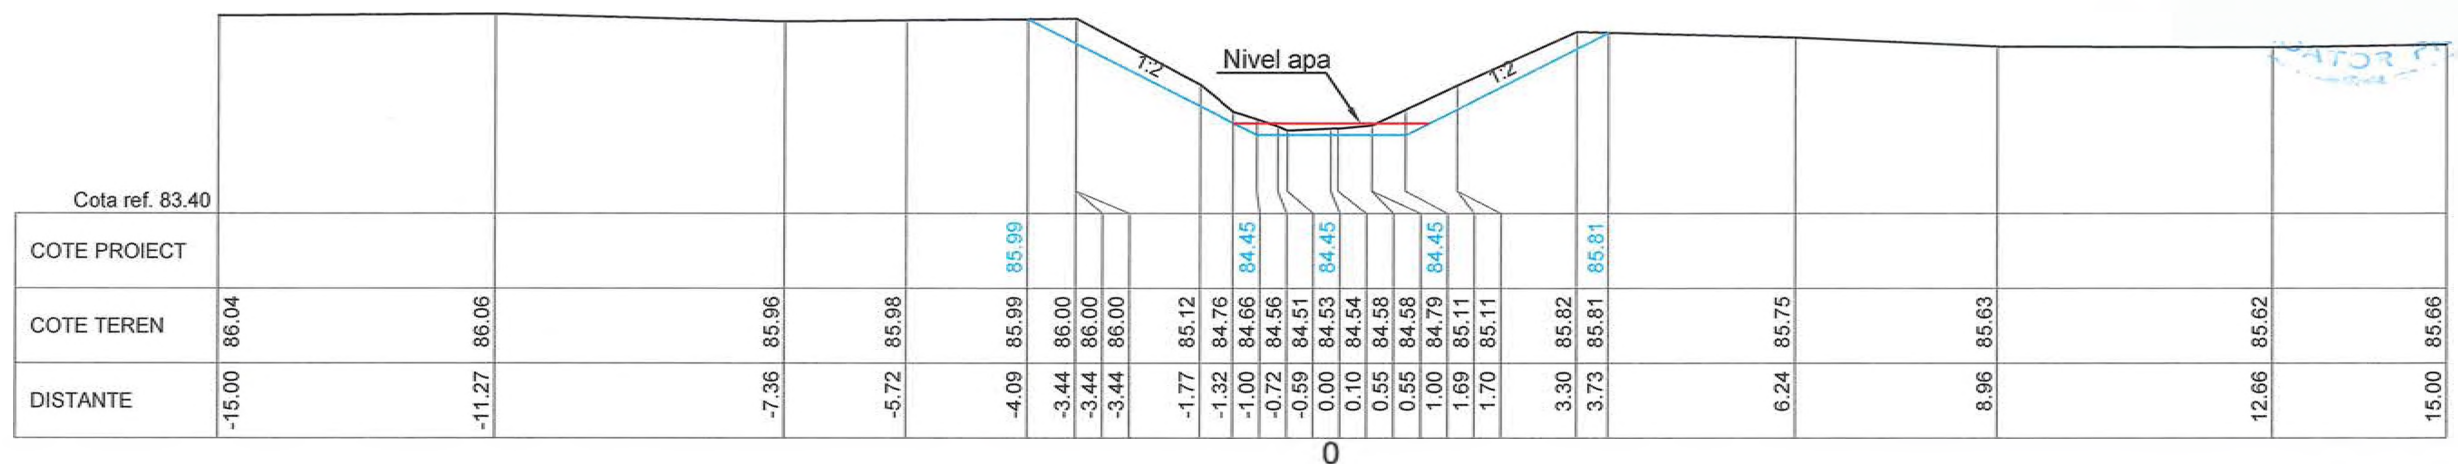 Nivel apa
1:2
1:2
Cota ref. 83.40
COTE PROIECT 85.99 84.45 84.45 84.45 85.81
COTE TEREN 86.04 86.06 85.96 85.98 85.99 86.00 86.00 86.00 85.12 84.76 84.66 84.56 84.51 84.53 84.54 84.58 84.58 84.79 85.11 85.11 85.82 85.81 85.75 85.63 85.62 85.66
DISTANTE -15.00 -11.27 -7.36 -5.72 -4.09 -3.44 -3.44 -3.44 -1.77 -1.32 -1.00 -0.72 -0.59 0.00 0.10 0.55 0.55 1.00 1.69 1.70 3.30 3.73 6.24 8.96 12.66 15.00
0